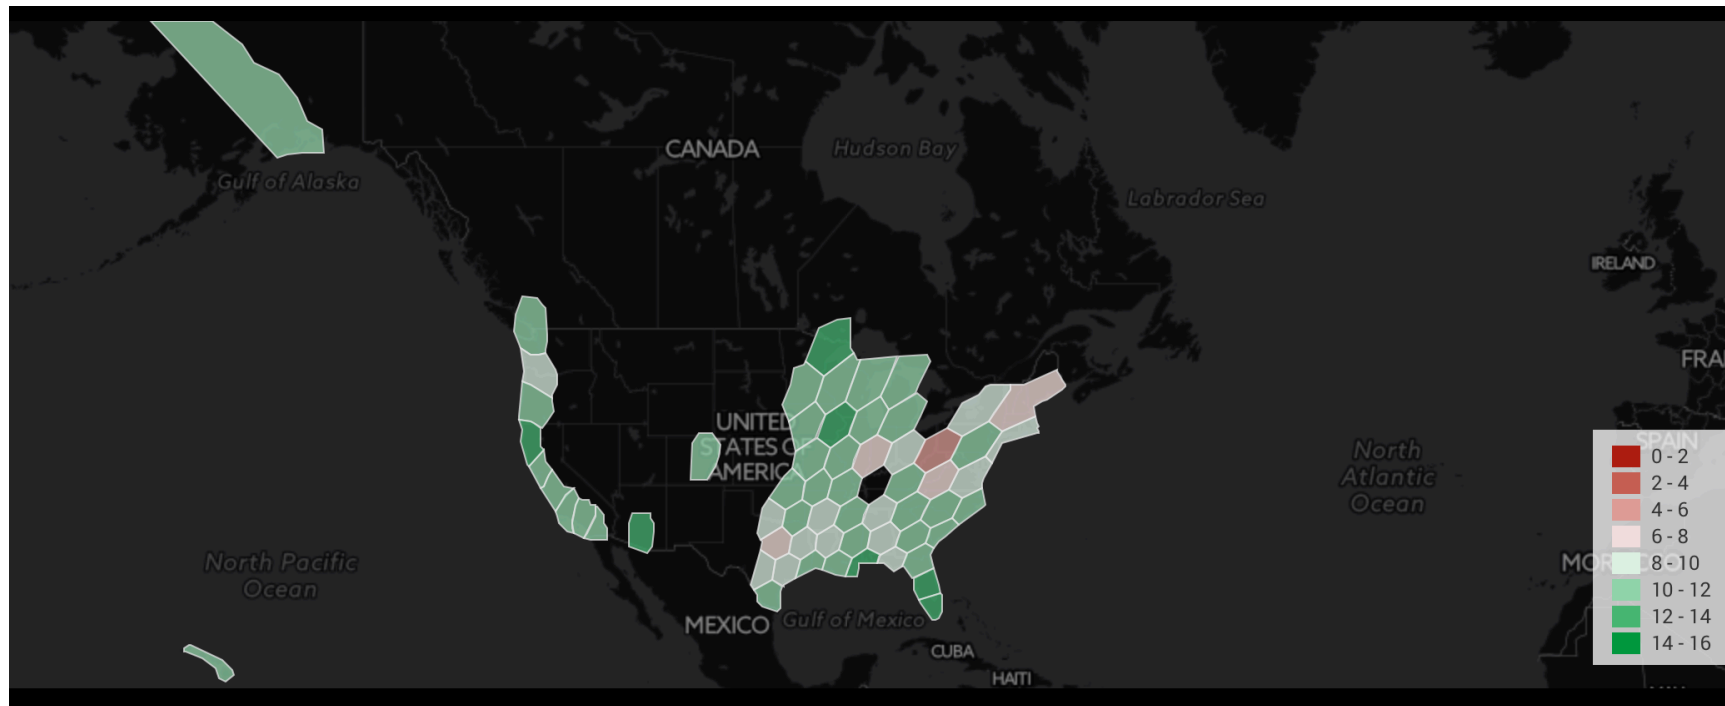 CANADA
Hudson Bay
Gulf of Alaska
Labrador Sea
IRELAND
FRA
UNITED
STATES OF
AMERICA
North
Atlantic
Ocean
SPAIN
0 - 2
2 - 4
4 - 6
6 - 8
8 - 10
10 - 12
12 - 14
14 - 16
North Pacific
Ocean
MEXICO
Gulf of Mexico
CUBA
HAITI